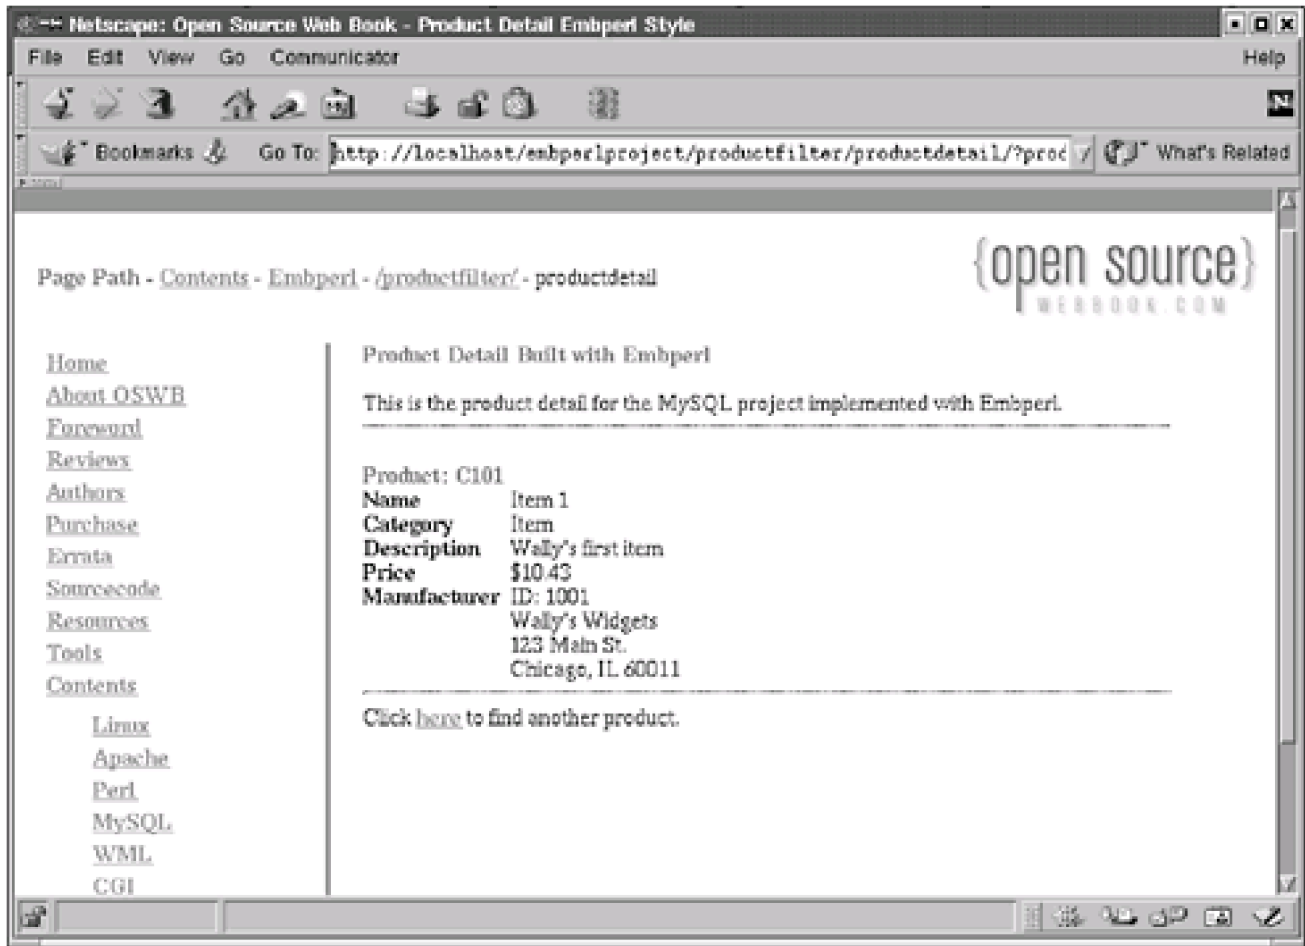 Netscape: Open Source Web Book - Product Detail Embperl Style
File Edit View Go Communicator Help
Bookmarks Go To: http://localhost/embperlproject/productfilter/productdetail/?prod What's Related
{open source}
WEBBOOK.COM
Page Path - Contents - Embperl - /productfilter/ - productdetail
Home
About OSWB
Foreword
Reviews
Authors
Purchase
Errata
Sourcecode
Resources
Tools
Contents
Linux
Apache
Perl
MySQL
WML
CGI
Product Detail Built with Embperl
This is the product detail for the MySQL project implemented with Embperl.
Product: C101
Name Item 1
Category Item
Description Wally's first item
Price $10.43
Manufacturer ID: 1001
Wally's Widgets
123 Main St.
Chicago, IL 60011
Click here to find another product.